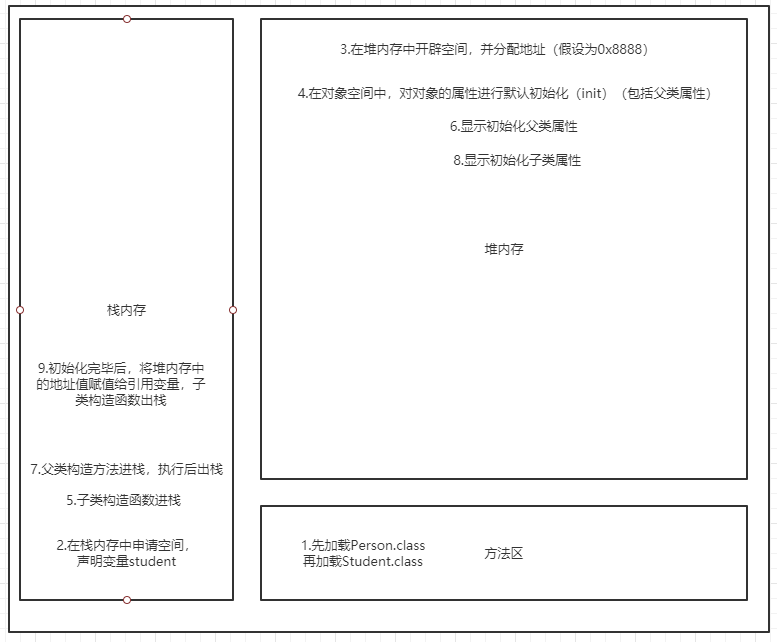 3.在堆内存中开辟空间，并分配地址（假设为0x8888）
4.在对象空间中，对对象的属性进行默认初始化（init）（包括父类属性）
6.显示初始化父类属性
8.显示初始化子类属性
堆内存
栈内存
9.初始化完毕后，将堆内存中
的地址值赋值给引用变量，子
类构造函数出栈
7.父类构造方法进栈，执行后出栈
5.子类构造函数进栈
2.在栈内存中申请空间，
声明变量student
1.先加载Person.class
再加载Student.class
方法区